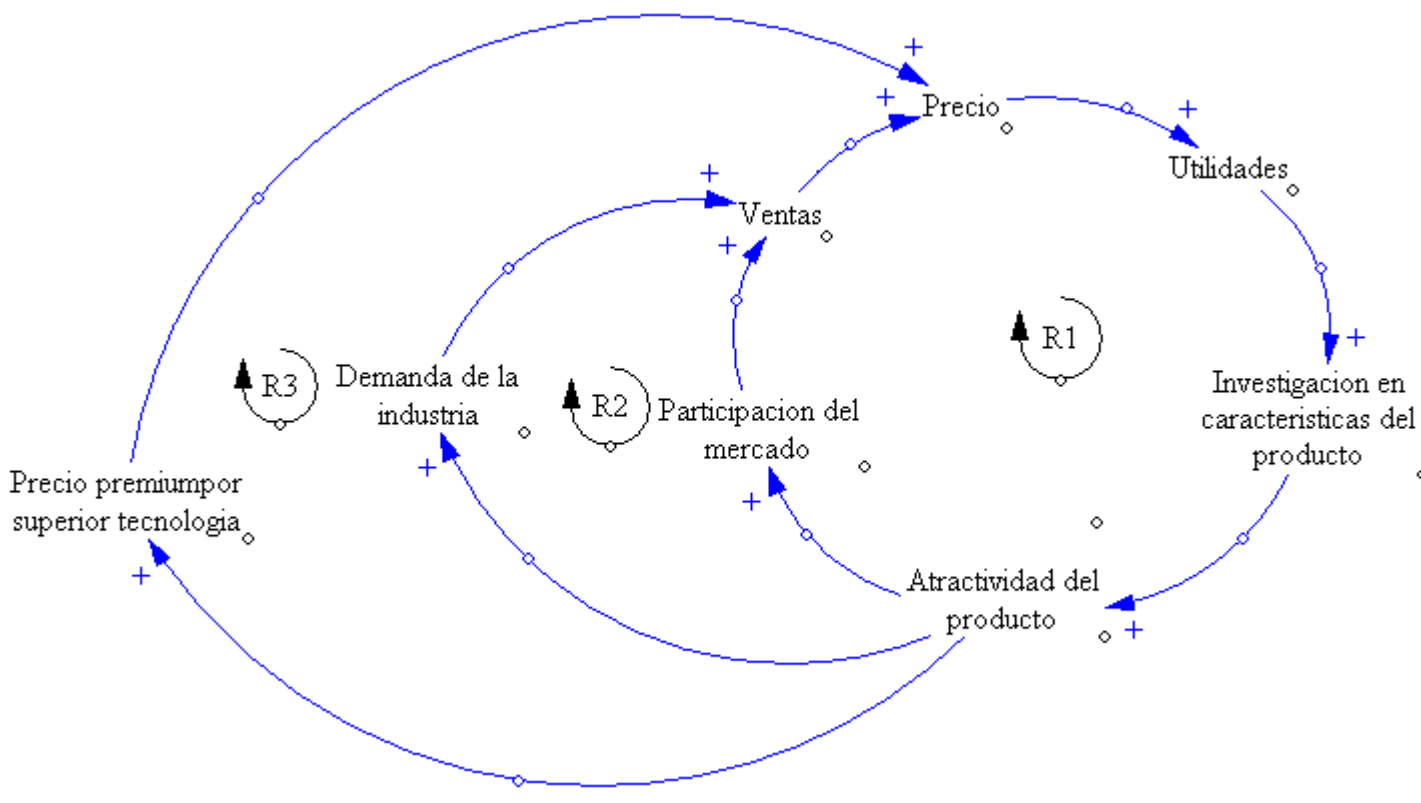 +
+
Precio
+
+
Utilidades
+
Ventas
+
R1
+
R3
Demanda de la
industria
R2
Participacion del
mercado
Investigacion en
caracteristicas del
producto
+
+
Precio premiumpor
superior tecnologia
+
Atractividad del
producto
+